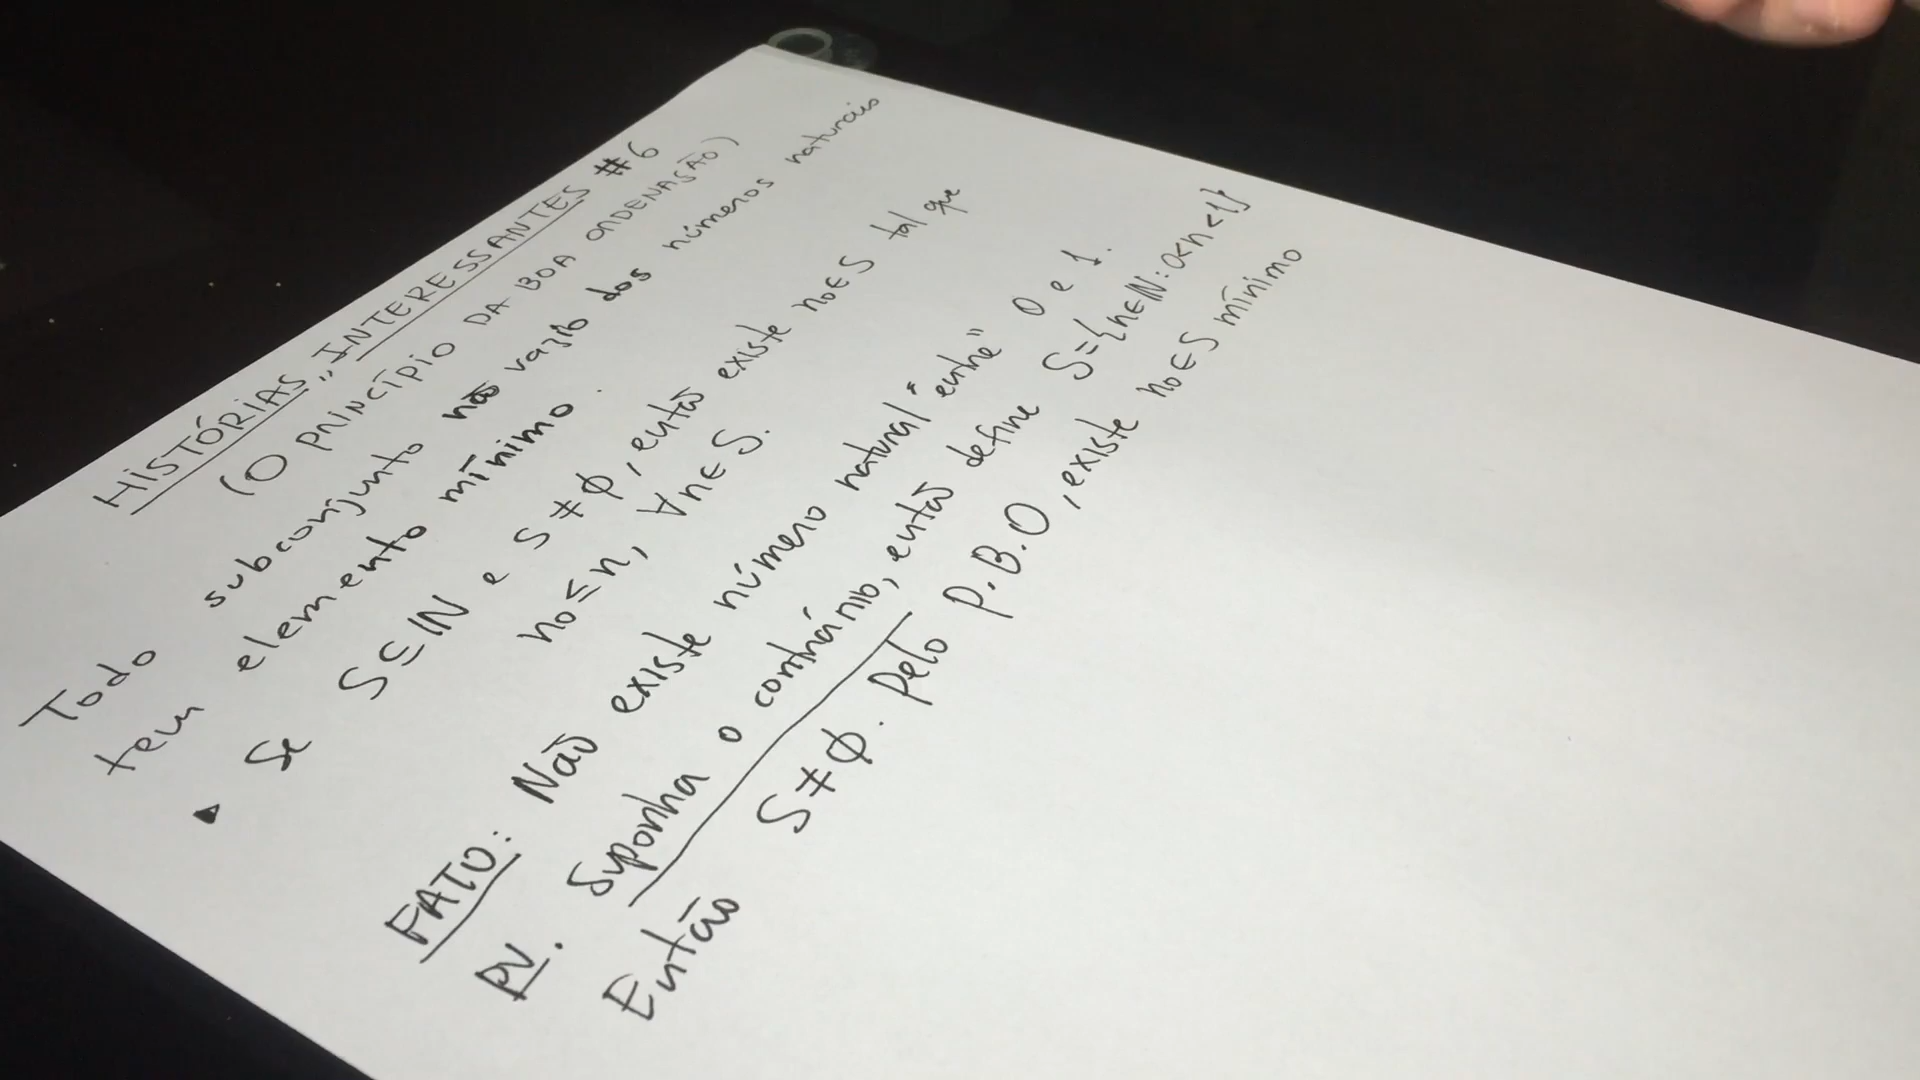 HISTÓRIAS "INTERESSANTES #6
(O PRINCÍPIO DA BOA ORDENAÇÃO)
Todo subconjunto não vazio dos números naturais
tem elemento mínimo.
▸ Se S⊆ℕ e S≠∅, então existe n₀∈S tal que
n₀≤n, ∀n∈S.
FATO: Não existe número natural "entre" 0 e 1.
PV. Suponha o contrário, então define S={n∈ℕ: 0<n<1}
Então S≠∅. Pelo P.B.O, existe n₀∈S mínimo